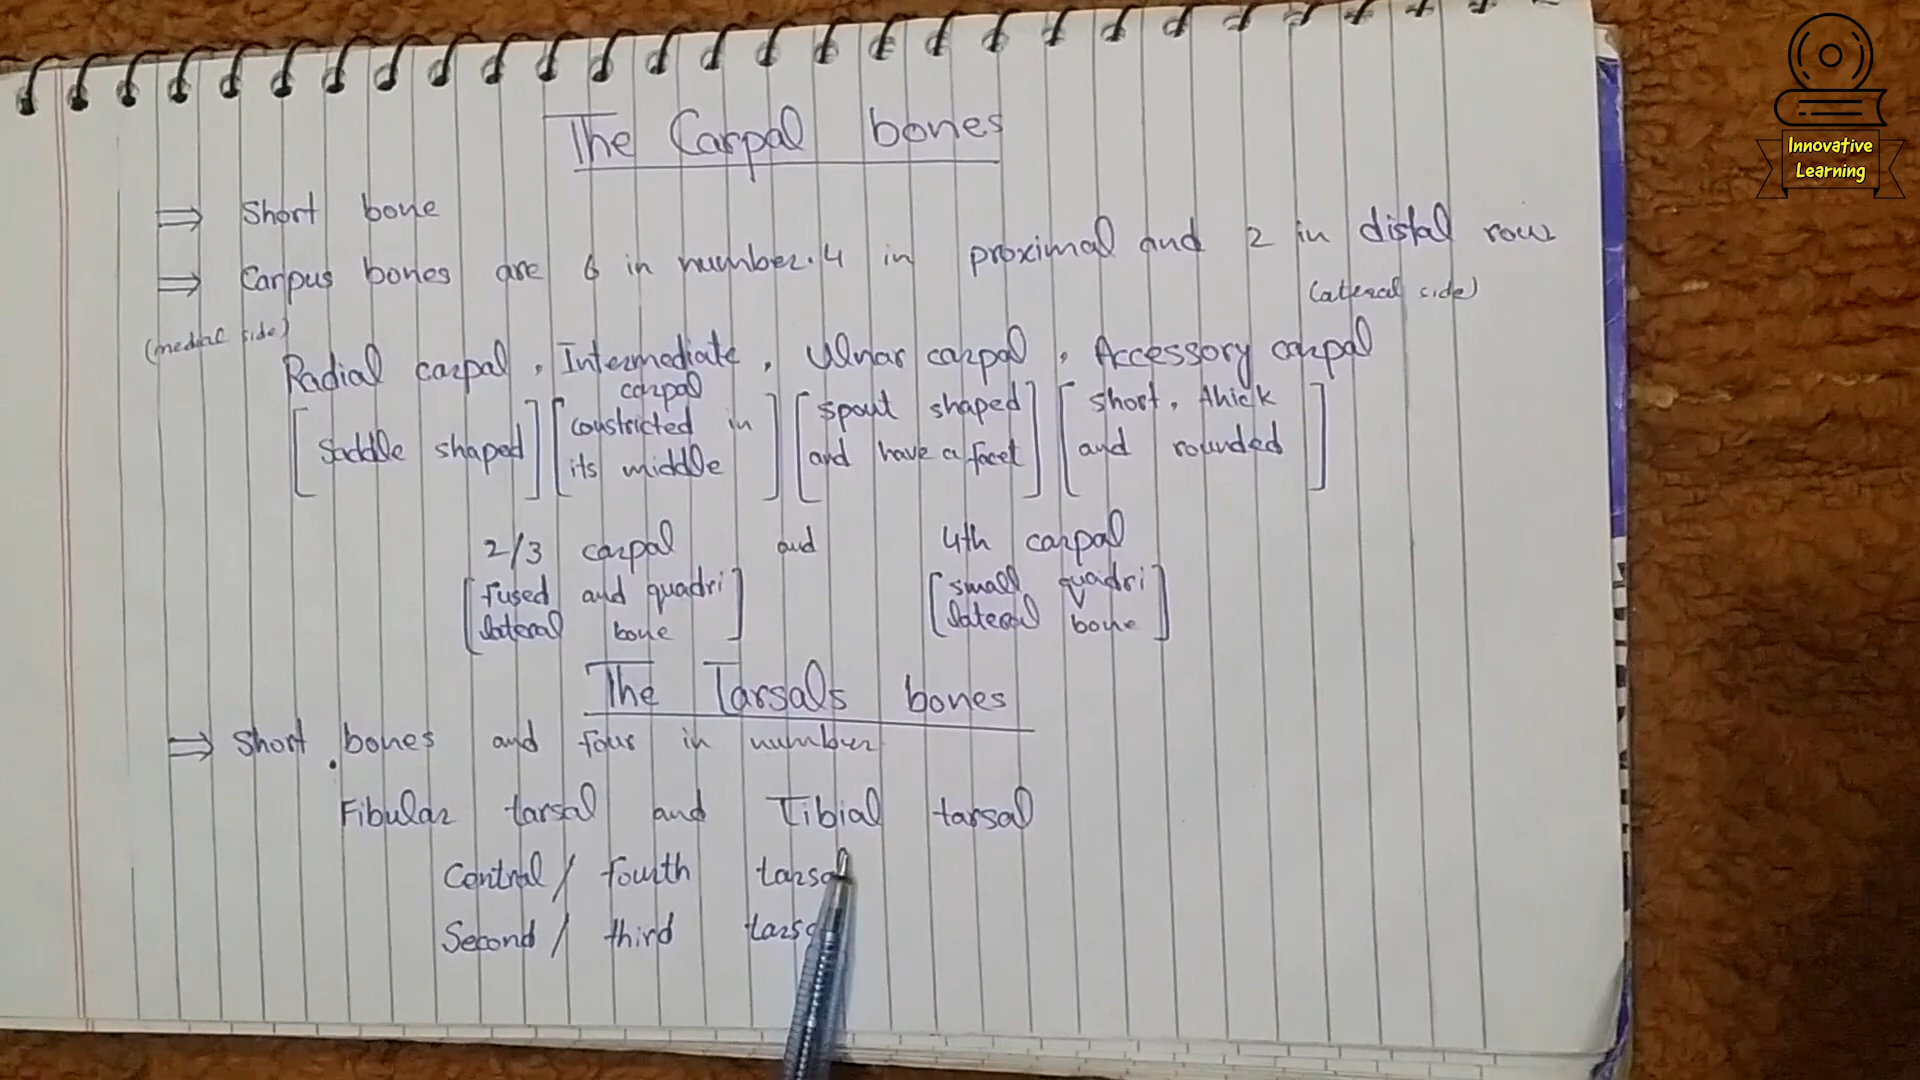 The Carpal bones
⇒ Short bone
⇒ Carpus bones are 6 in number. 4 in proximal and 2 in distal row
(medial side)
(lateral side)
Radial carpal, Intermediate carpal, Ulnar carpal, Accessory carpal
[Saddle shaped] [constricted in its middle] [spout shaped and have a facet] [short, thick and rounded]
2/3 carpal and 4th carpal
[fused and quadri lateral bone] [small quadri lateral bone]
The Tarsals bones
⇒ Short bones and four in number
Fibular tarsal and Tibial tarsal
Central / fourth
Second / third
Innovative
Learning